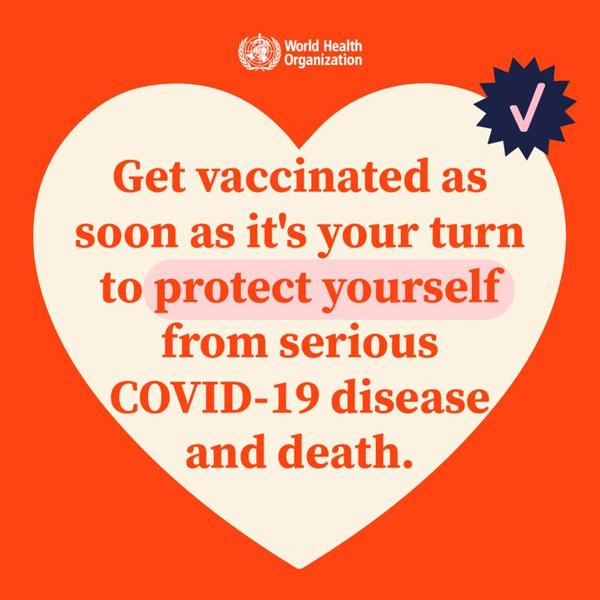 World Health
Organization
Get vaccinated as
soon as it's your turn
to protect yourself
from serious
COVID-19 disease
and death.